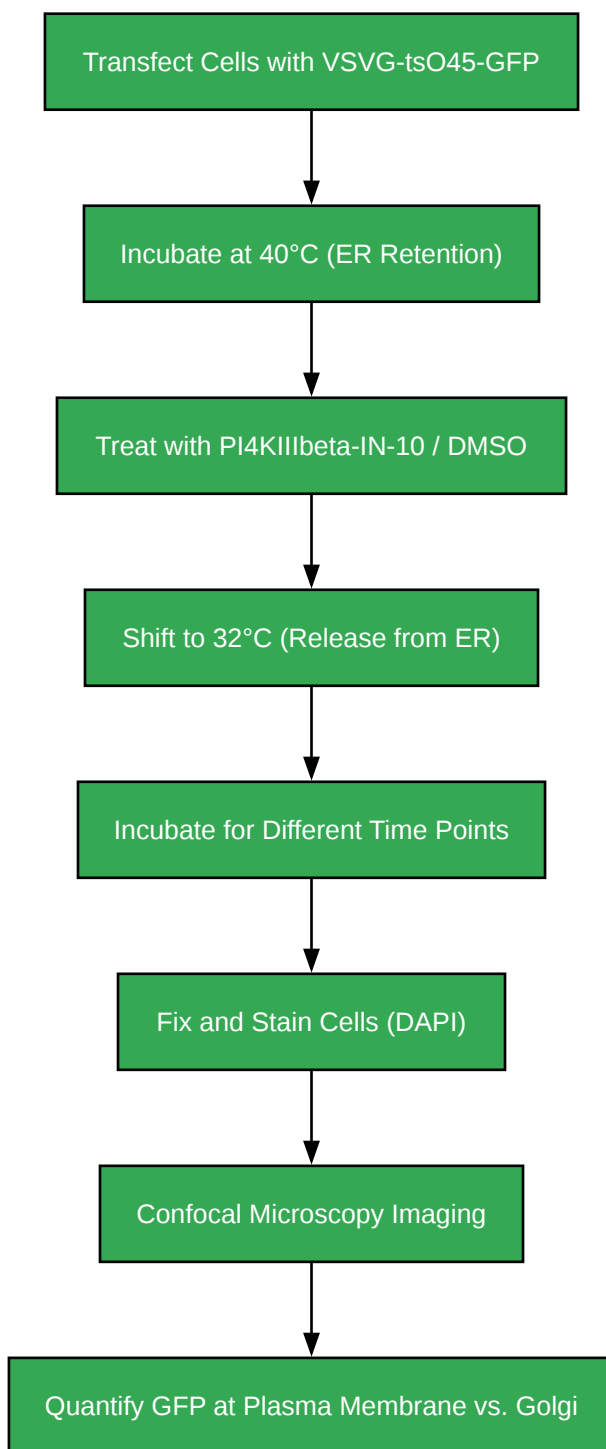 Transfect Cells with VSVG-tsO45-GFP
Incubate at 40°C (ER Retention)
Treat with PI4KIIIbeta-IN-10 / DMSO
Shift to 32°C (Release from ER)
Incubate for Different Time Points
Fix and Stain Cells (DAPI)
Confocal Microscopy Imaging
Quantify GFP at Plasma Membrane vs. Golgi